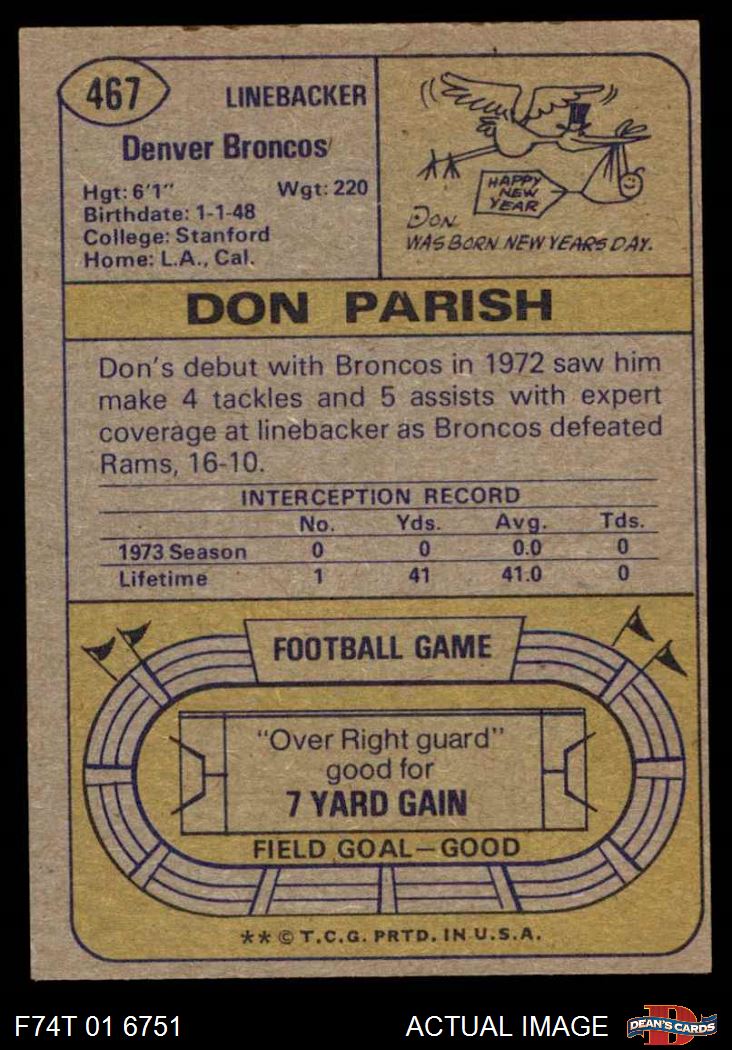 467
LINEBACKER
Denver Broncos
Hgt: 6'1" Wgt: 220
Birthdate: 1-1-48
College: Stanford
Home: L.A., Cal.
HAPPY
NEW
YEAR
DON
WAS BORN NEW YEARS DAY.
DON PARISH
Don's debut with Broncos in 1972 saw him
make 4 tackles and 5 assists with expert
coverage at linebacker as Broncos defeated
Rams, 16-10.
INTERCEPTION RECORD
No. Yds. Avg. Tds.
1973 Season 0 0 0.0 0
Lifetime 1 41 41.0 0
FOOTBALL GAME
"Over Right guard"
good for
7 YARD GAIN
FIELD GOAL—GOOD
** © T.C.G. PRTD. IN U.S.A.
F74T 01 6751 ACTUAL IMAGE
D
DEAN'S CARDS